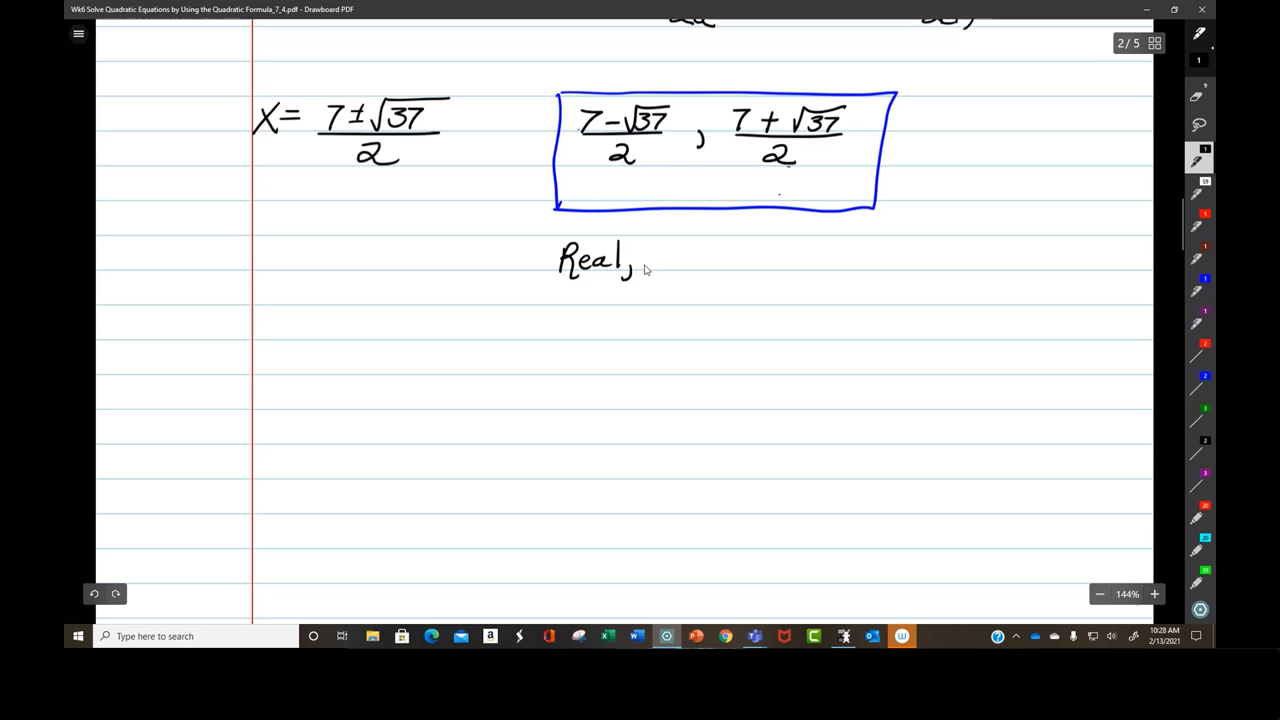 Wk6 Solve Quadratic Equations by Using the Quadratic Formula_7_4.pdf - Drawboard PDF
2 / 5
X = (7 ± √37) / 2
(7 - √37) / 2 , (7 + √37) / 2
Real,
144%
Type here to search
10:28 AM
2/13/2021